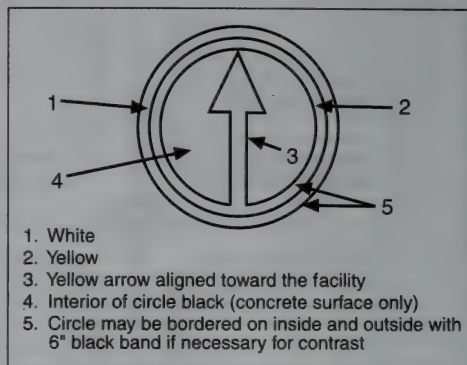 1
2
3
4
5
1. White
2. Yellow
3. Yellow arrow aligned toward the facility
4. Interior of circle black (concrete surface only)
5. Circle may be bordered on inside and outside with
6" black band if necessary for contrast